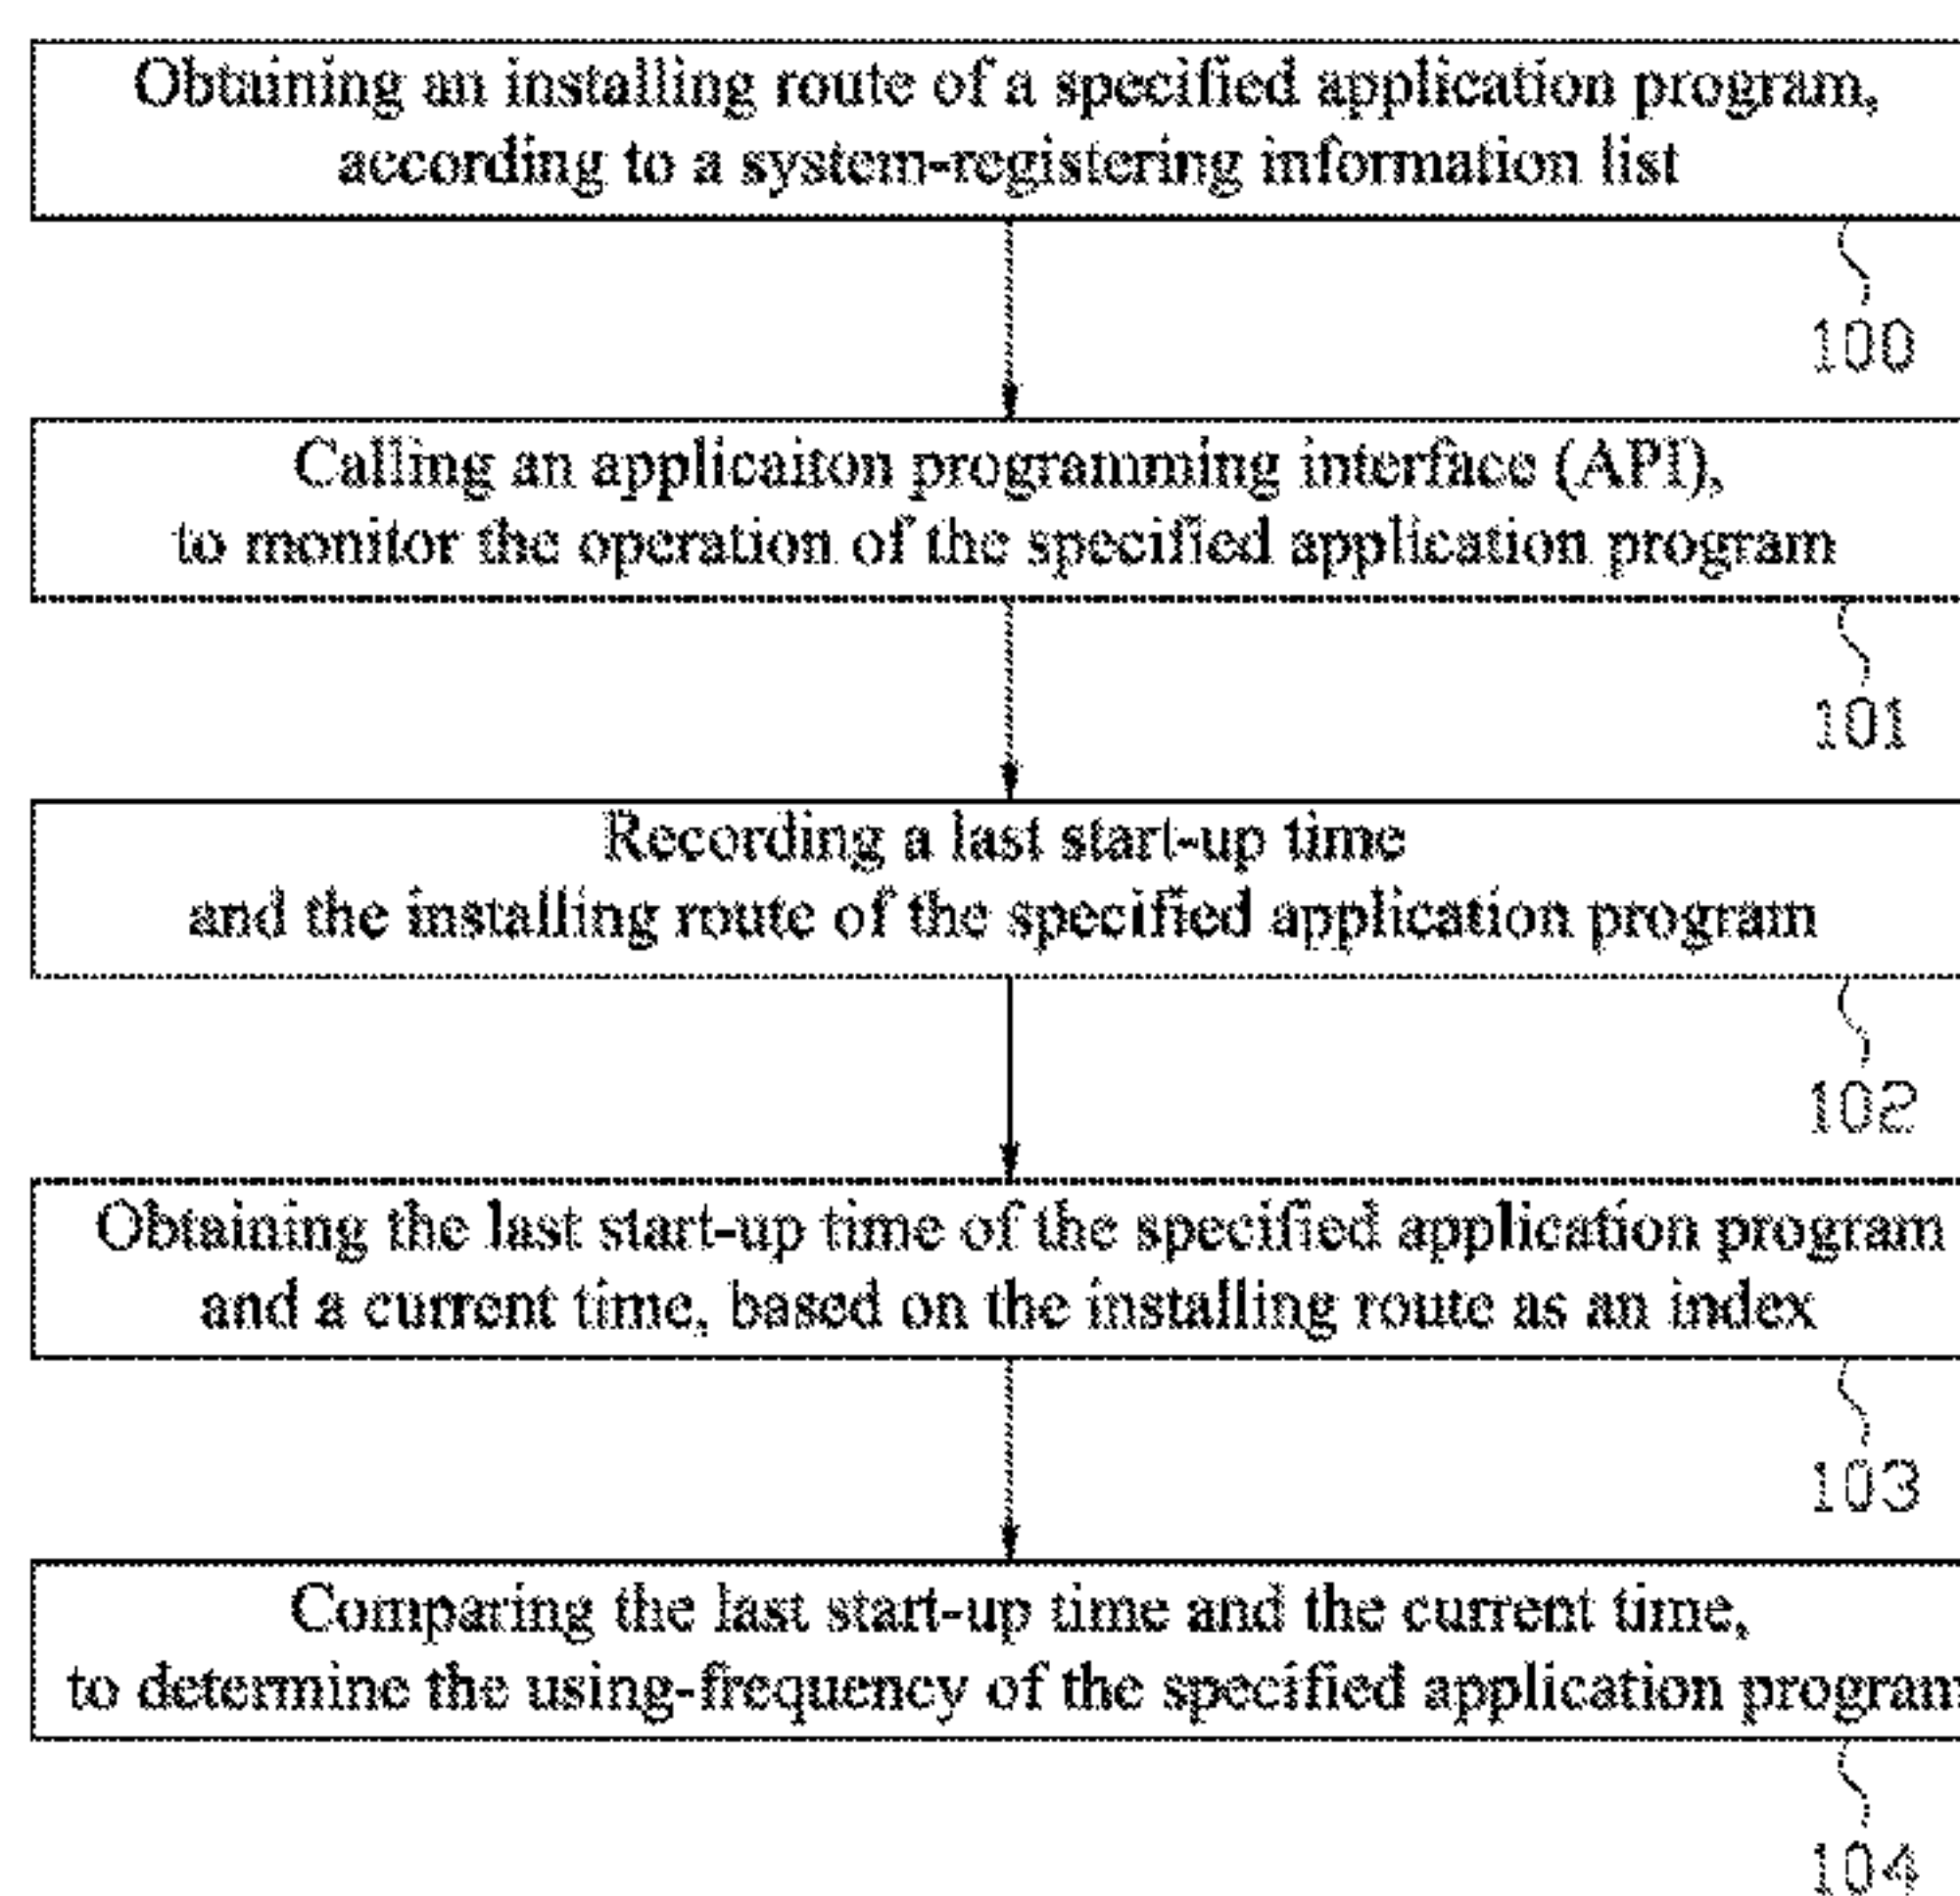 Obtaining an installing route of a specified application program,
according to a system-registering information list
100
Calling an applicaiton programming interface (API),
to monitor the operation of the specified application program
101
Recording a last start-up time
and the installing route of the specified application program
102
Obtaining the last start-up time of the specified application program
and a current time, based on the installing route as an index
103
Comparing the last start-up time and the current time,
to determine the using-frequency of the specified application program
104